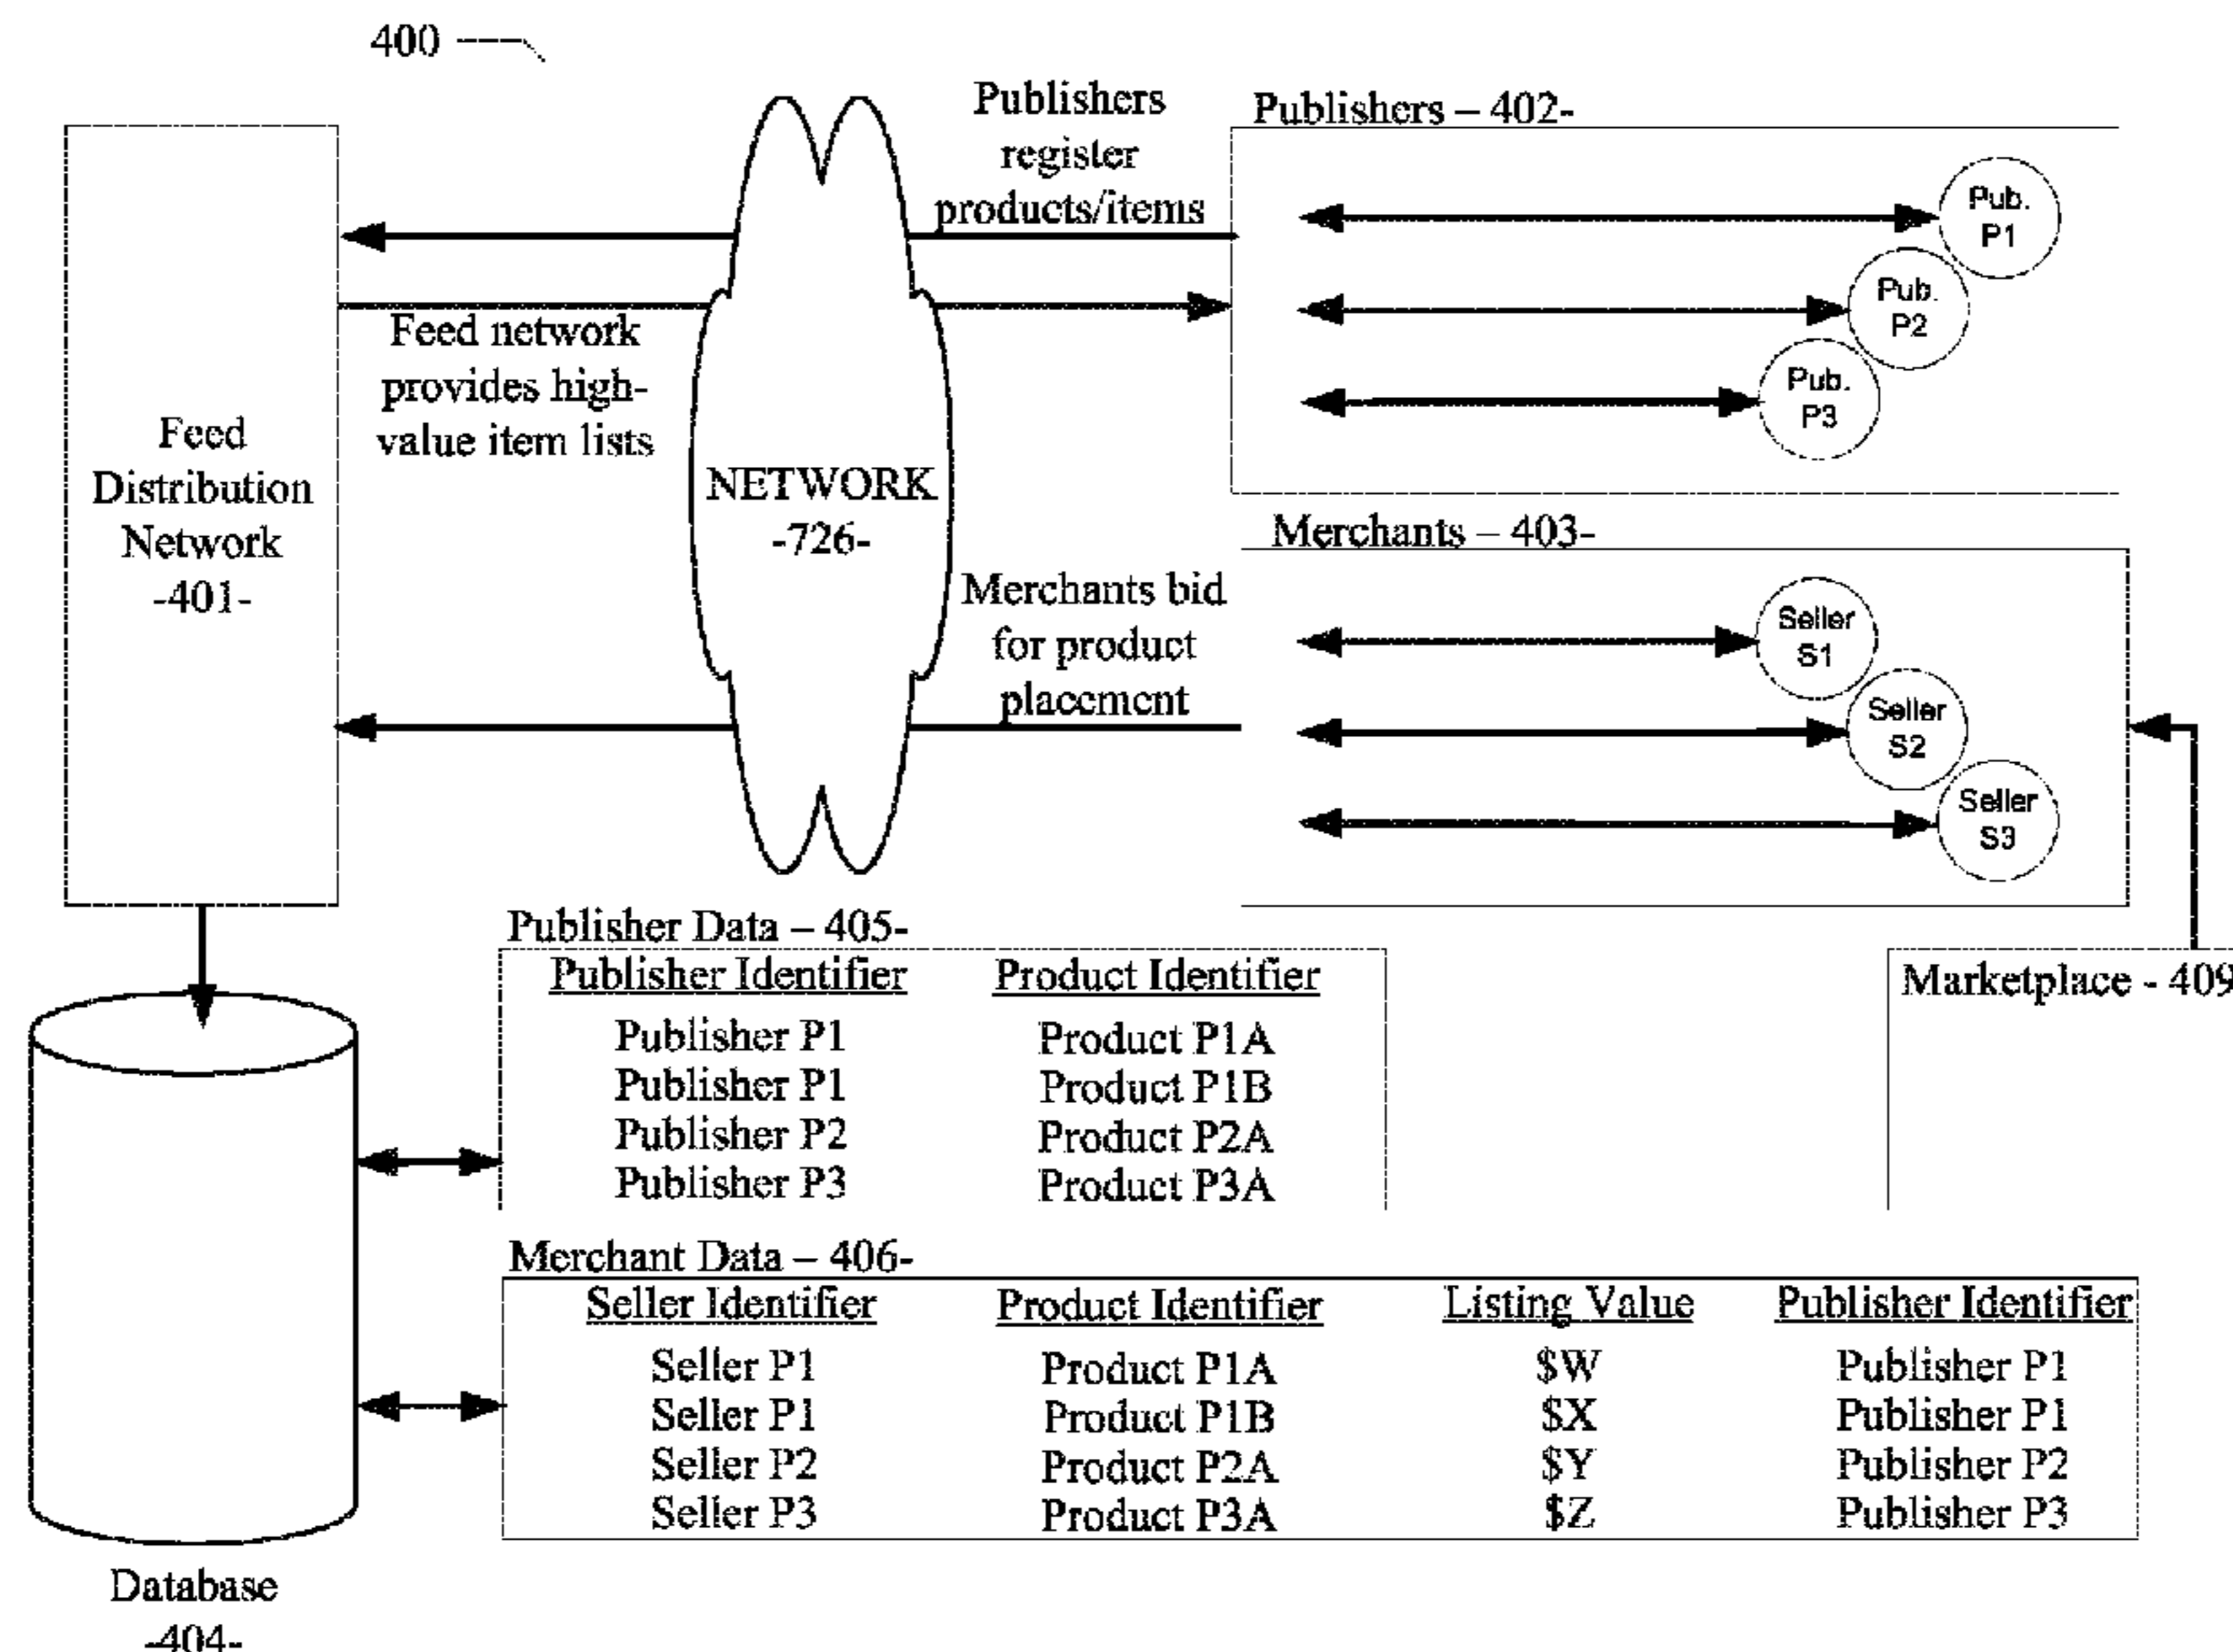 400
Publishers
register
products/items
Publishers – 402-
Pub.
P1
Pub.
P2
Pub.
P3
Feed network
provides high-
value item lists
Feed
Distribution
Network
-401-
NETWORK
-726-
Merchants – 403-
Merchants bid
for product
placement
Seller
S1
Seller
S2
Seller
S3
Publisher Data – 405-
Publisher Identifier Product Identifier
Publisher P1 Product P1A
Publisher P1 Product P1B
Publisher P2 Product P2A
Publisher P3 Product P3A
Marketplace - 409
Merchant Data – 406-
Seller Identifier Product Identifier Listing Value Publisher Identifier
Seller P1 Product P1A $W Publisher P1
Seller P1 Product P1B $X Publisher P1
Seller P2 Product P2A $Y Publisher P2
Seller P3 Product P3A $Z Publisher P3
Database
-404-